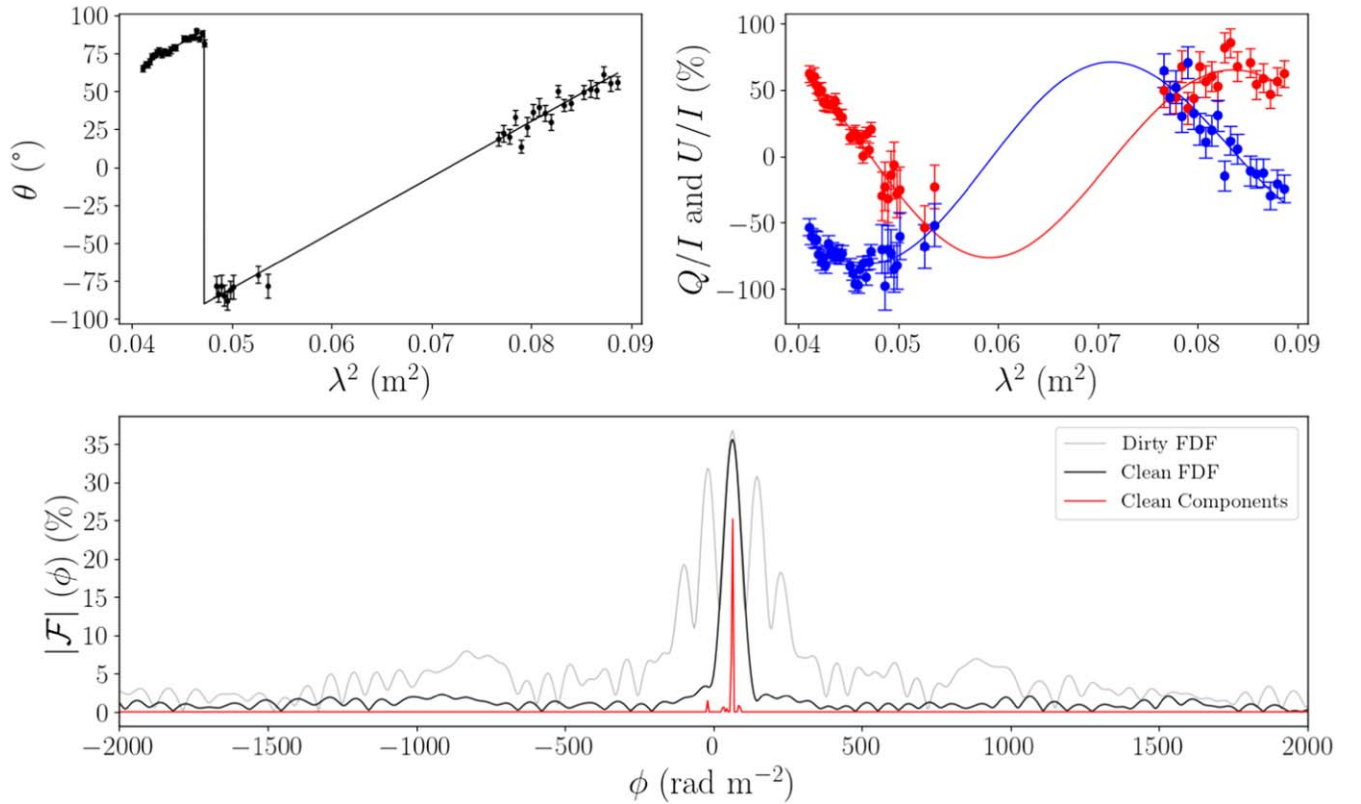 100
75
50
25
0
−25
−50
−75
−100
θ (°)
0.04 0.05 0.06 0.07 0.08 0.09
λ² (m²)
100
50
0
−50
−100
Q/I and U/I (%)
0.04 0.05 0.06 0.07 0.08 0.09
λ² (m²)
35
30
25
20
15
10
5
0
|𝓕| (ϕ) (%)
Dirty FDF
Clean FDF
Clean Components
−2000 −1500 −1000 −500 0 500 1000 1500 2000
ϕ (rad m⁻²)